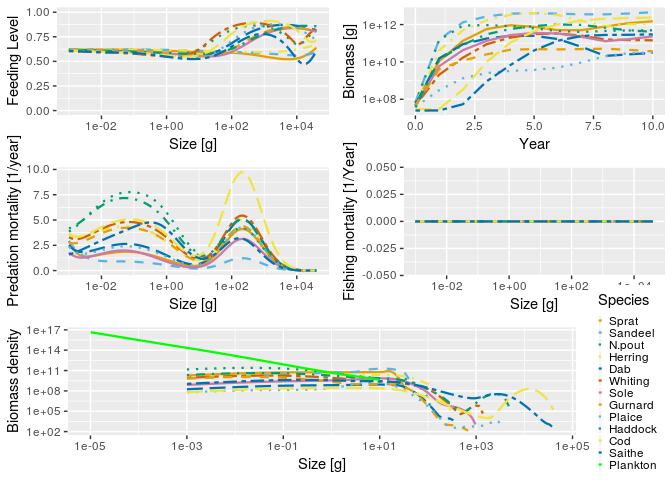 Feeding Level
1.00
0.75
0.50
0.25
0.00
1e-02 1e+00 1e+02 1e+04
Size [g]
Biomass [g]
1e+12
1e+10
1e+08
0.0 2.5 5.0 7.5 10.0
Year
Predation mortality [1/year]
10.0
7.5
5.0
2.5
0.0
1e-02 1e+00 1e+02 1e+04
Size [g]
Fishing mortality [1/Year]
0.050
0.025
0.000
-0.025
-0.050
1e-02 1e+00 1e+02 1e+04
Size [g]
Biomass density
1e+17
1e+14
1e+11
1e+08
1e+05
1e+02
1e-05 1e-03 1e-01 1e+01 1e+03 1e+05
Size [g]
Species
Sprat
Sandeel
N.pout
Herring
Dab
Whiting
Sole
Gurnard
Plaice
Haddock
Cod
Saithe
Plankton